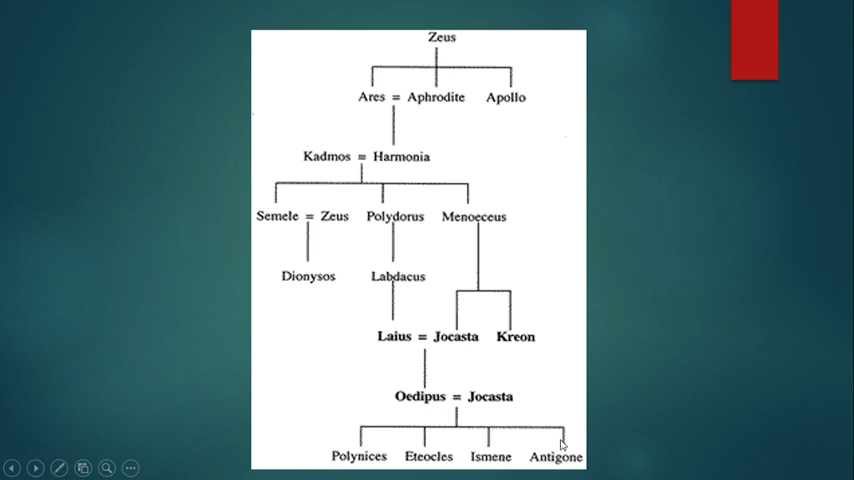 Zeus
Ares = Aphrodite Apollo
Kadmos = Harmonia
Semele = Zeus Polydorus Menoeceus
Dionysos Labdacus
Laius = Jocasta Kreon
Oedipus = Jocasta
Polynices Eteocles Ismene Antigone